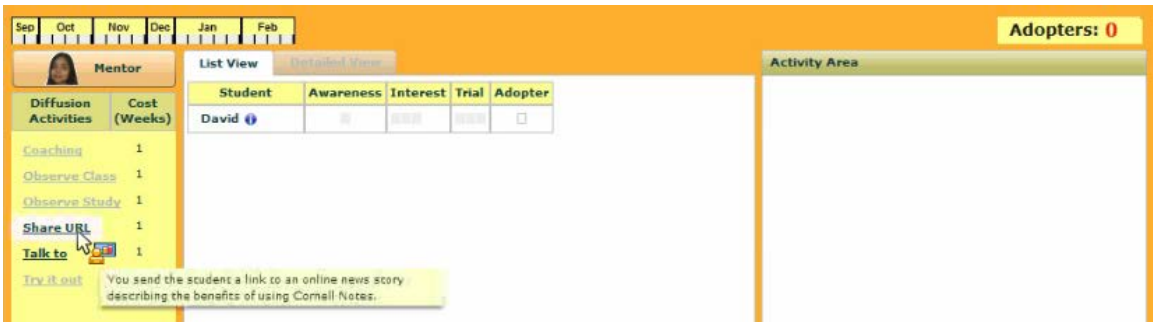 Sep Oct Nov Dec Jan Feb
Adopters: 0
Mentor
List View Detailed View
Activity Area
Diffusion Activities Cost (Weeks)
Student Awareness Interest Trial Adopter
David
Coaching 1
Observe Class 1
Observe Study 1
Share URL 1
Talk to 1
Try it out
You send the student a link to an online news story
describing the benefits of using Cornell Notes.